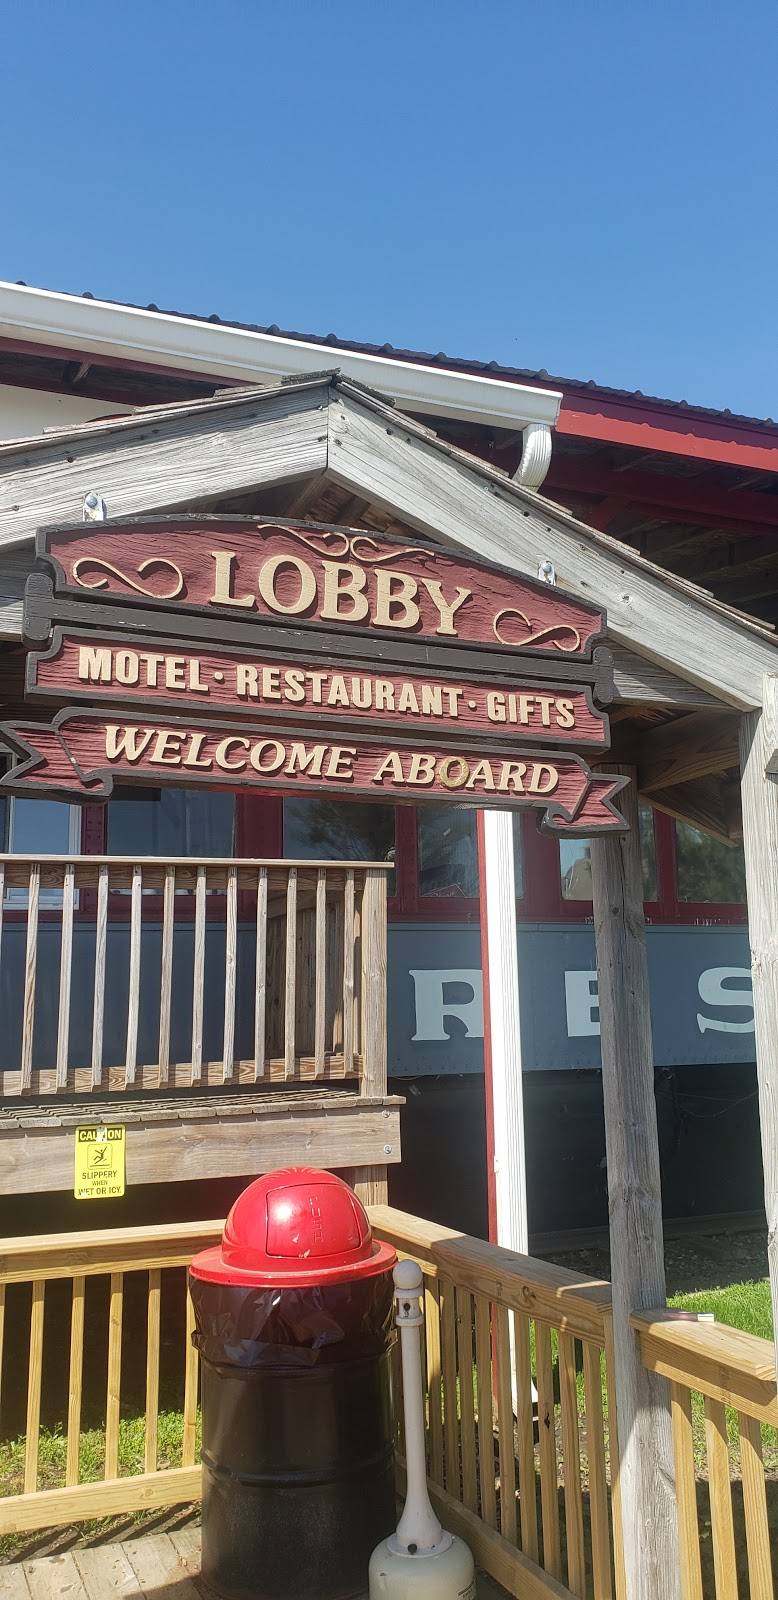 LOBBY
MOTEL · RESTAURANT · GIFTS
WELCOME ABOARD
RES
CAUTION
SLIPPERY
WHEN
WET OR ICY
PUSH